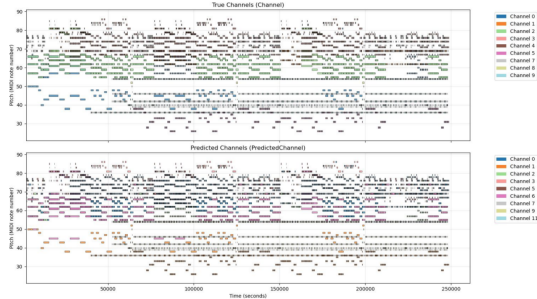 True Channels (Channel)
90
80
70
60
50
40
30
Pitch (MIDI note number)
Channel 0
Channel 1
Channel 2
Channel 3
Channel 4
Channel 5
Channel 7
Channel 8
Channel 9
Predicted Channels (PredictedChannel)
90
80
70
60
50
40
30
Pitch (MIDI note number)
Channel 0
Channel 1
Channel 2
Channel 3
Channel 5
Channel 6
Channel 7
Channel 9
Channel 11
50000
100000
150000
200000
250000
Time (seconds)